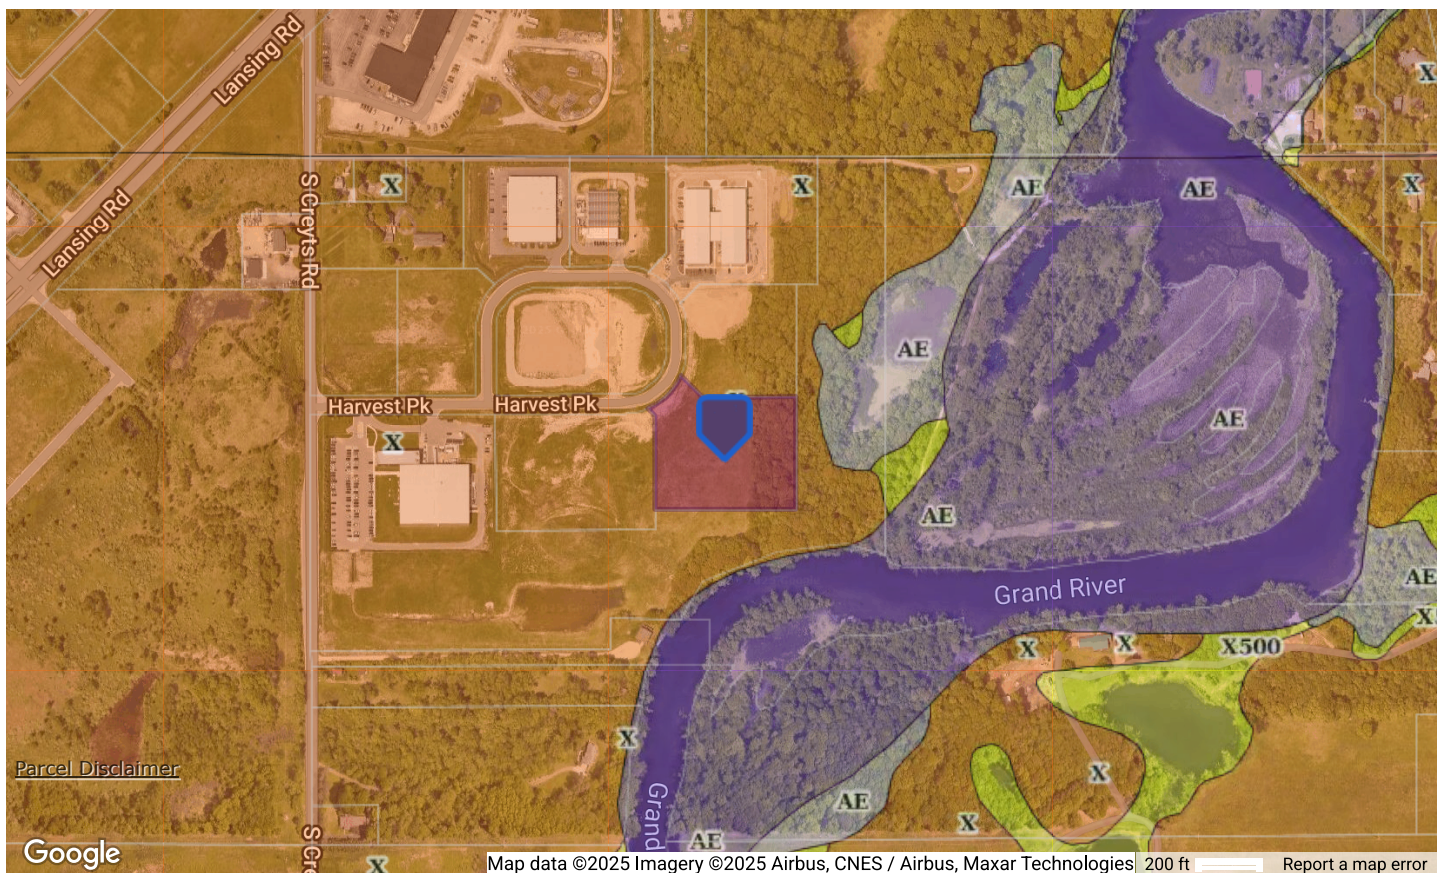 Lansing Rd
X
AE
AE
X
X
X
S Creyts Rd
Lansing Rd
AE
Harvest Pk
Harvest Pk
AE
X
AE
AE
Grand River
X
X
X
X500
X
Parcel Disclaimer
X
Grand
AE
AE
X
S Cre
X
Google
Map data ©2025 Imagery ©2025 Airbus, CNES / Airbus, Maxar Technologies
200 ft
Report a map error